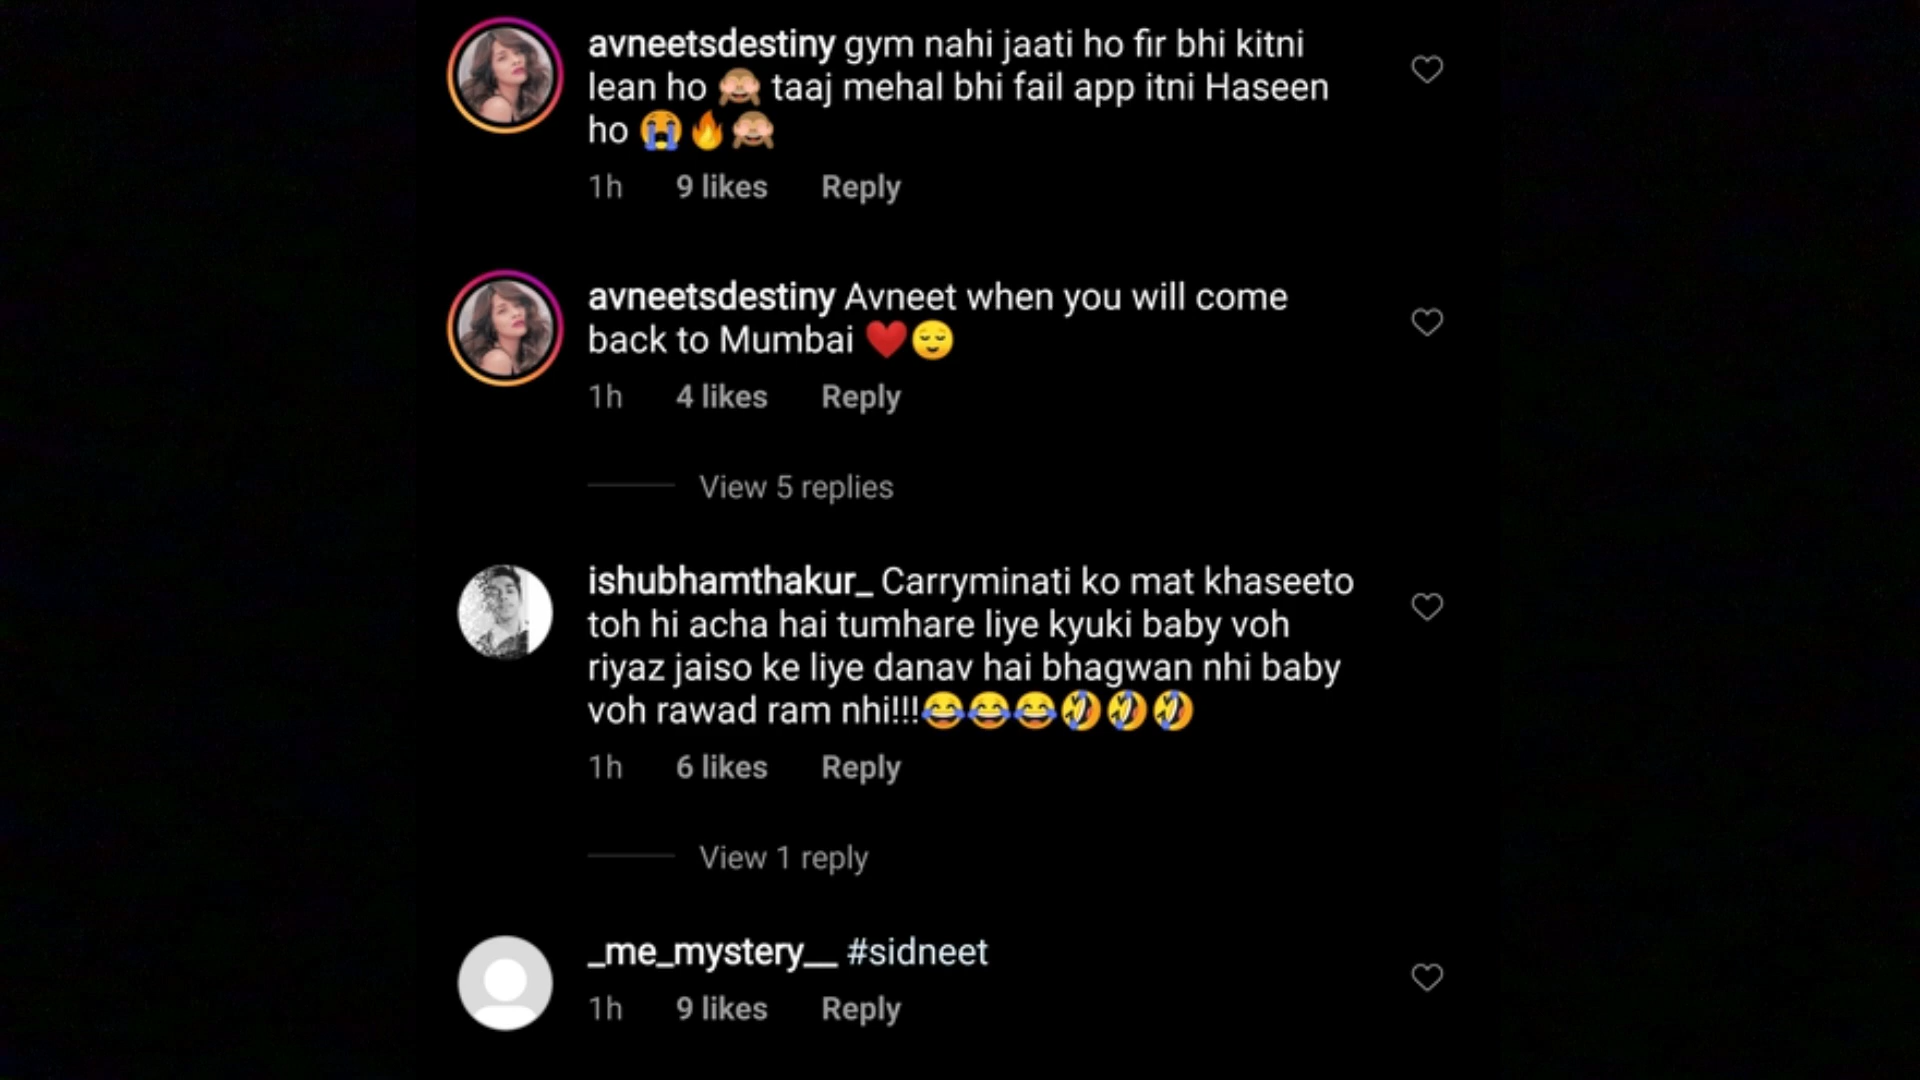 avneetsdestiny gym nahi jaati ho fir bhi kitni
lean ho 🙈 taaj mehal bhi fail app itni Haseen
ho 😭🔥🙈
1h 9 likes Reply
avneetsdestiny Avneet when you will come
back to Mumbai ❤️😌
1h 4 likes Reply
View 5 replies
ishubhamthakur_ Carryminati ko mat khaseeto
toh hi acha hai tumhare liye kyuki baby voh
riyaz jaiso ke liye danav hai bhagwan nhi baby
voh rawad ram nhi!!!😂😂😂🤣🤣🤣
1h 6 likes Reply
View 1 reply
_me_mystery__ #sidneet
1h 9 likes Reply